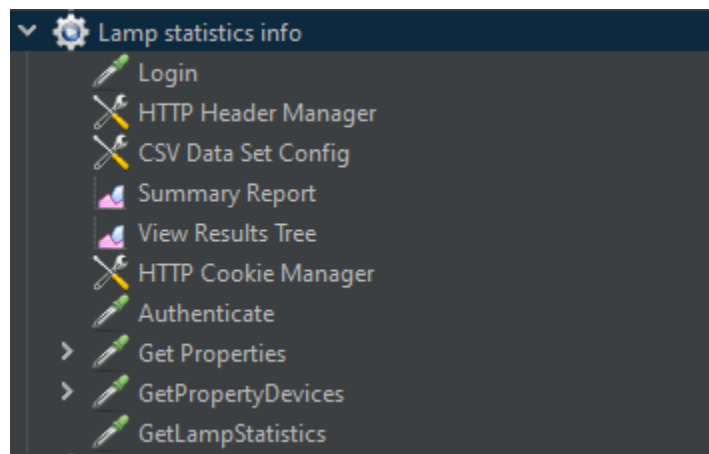 Lamp statistics info
Login
HTTP Header Manager
CSV Data Set Config
Summary Report
View Results Tree
HTTP Cookie Manager
Authenticate
Get Properties
GetPropertyDevices
GetLampStatistics